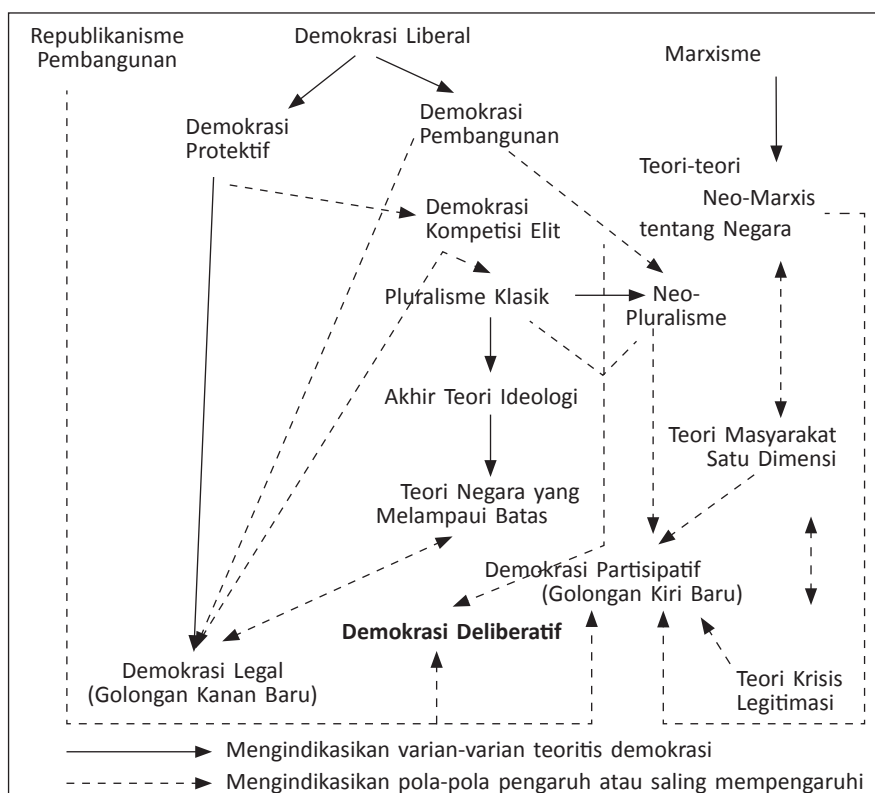 Republikanisme
Pembangunan
Demokrasi Liberal
Marxisme
Demokrasi
Protektif
Demokrasi
Pembangunan
Teori-teori
Neo-Marxis
tentang Negara
Demokrasi
Kompetisi Elit
Pluralisme Klasik
Neo-
Pluralisme
Akhir Teori Ideologi
Teori Masyarakat
Satu Dimensi
Teori Negara yang
Melampaui Batas
Demokrasi Partisipatif
(Golongan Kiri Baru)
Demokrasi Deliberatif
Demokrasi Legal
(Golongan Kanan Baru)
Teori Krisis
Legitimasi
Mengindikasikan varian-varian teoritis demokrasi
Mengindikasikan pola-pola pengaruh atau saling mempengaruhi